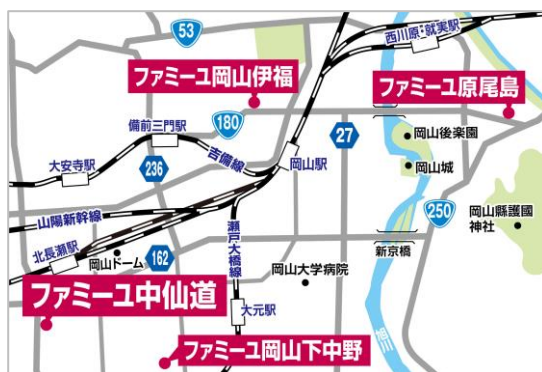 53
西川原・就実駅
ファミーユ岡山伊福
ファミーユ原尾島
備前三門駅
180
27
岡山後楽園
吉備線
岡山駅
大安寺駅
236
岡山城
山陽新幹線
250
岡山縣護國
神社
北長瀬駅
瀬戸大橋線
岡山ドーム
162
新京橋
岡山大学病院
ファミーユ中仙道
大元駅
旭川
ファミーユ岡山下中野